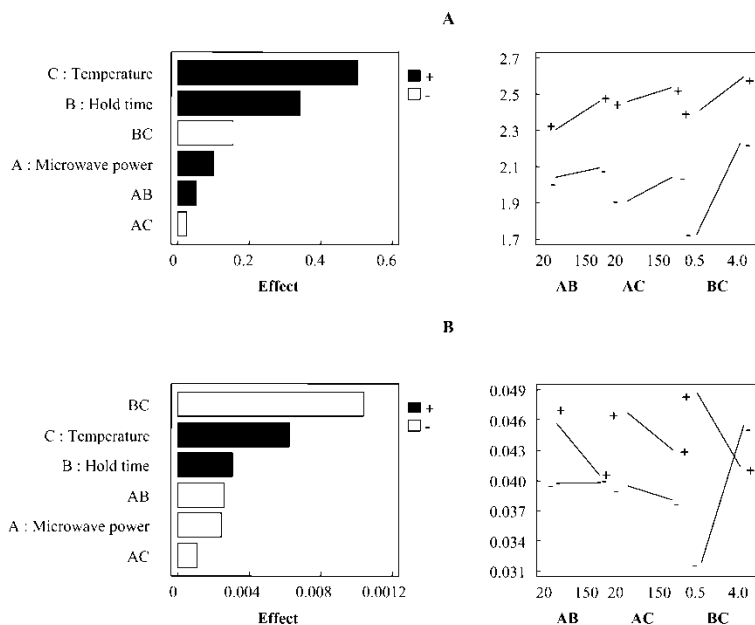 A
C : Temperature
B : Hold time
BC
A : Microwave power
AB
AC
+
-
0 0.2 0.4 0.6
Effect
2.7
2.5
2.3
2.1
1.9
1.7
20 150 20 150 0.5 4.0
AB AC BC
B
BC
C : Temperature
B : Hold time
AB
A : Microwave power
AC
+
-
0 0.004 0.008 0.0012
Effect
0.049
0.046
0.043
0.040
0.037
0.034
0.031
20 150 20 150 0.5 4.0
AB AC BC